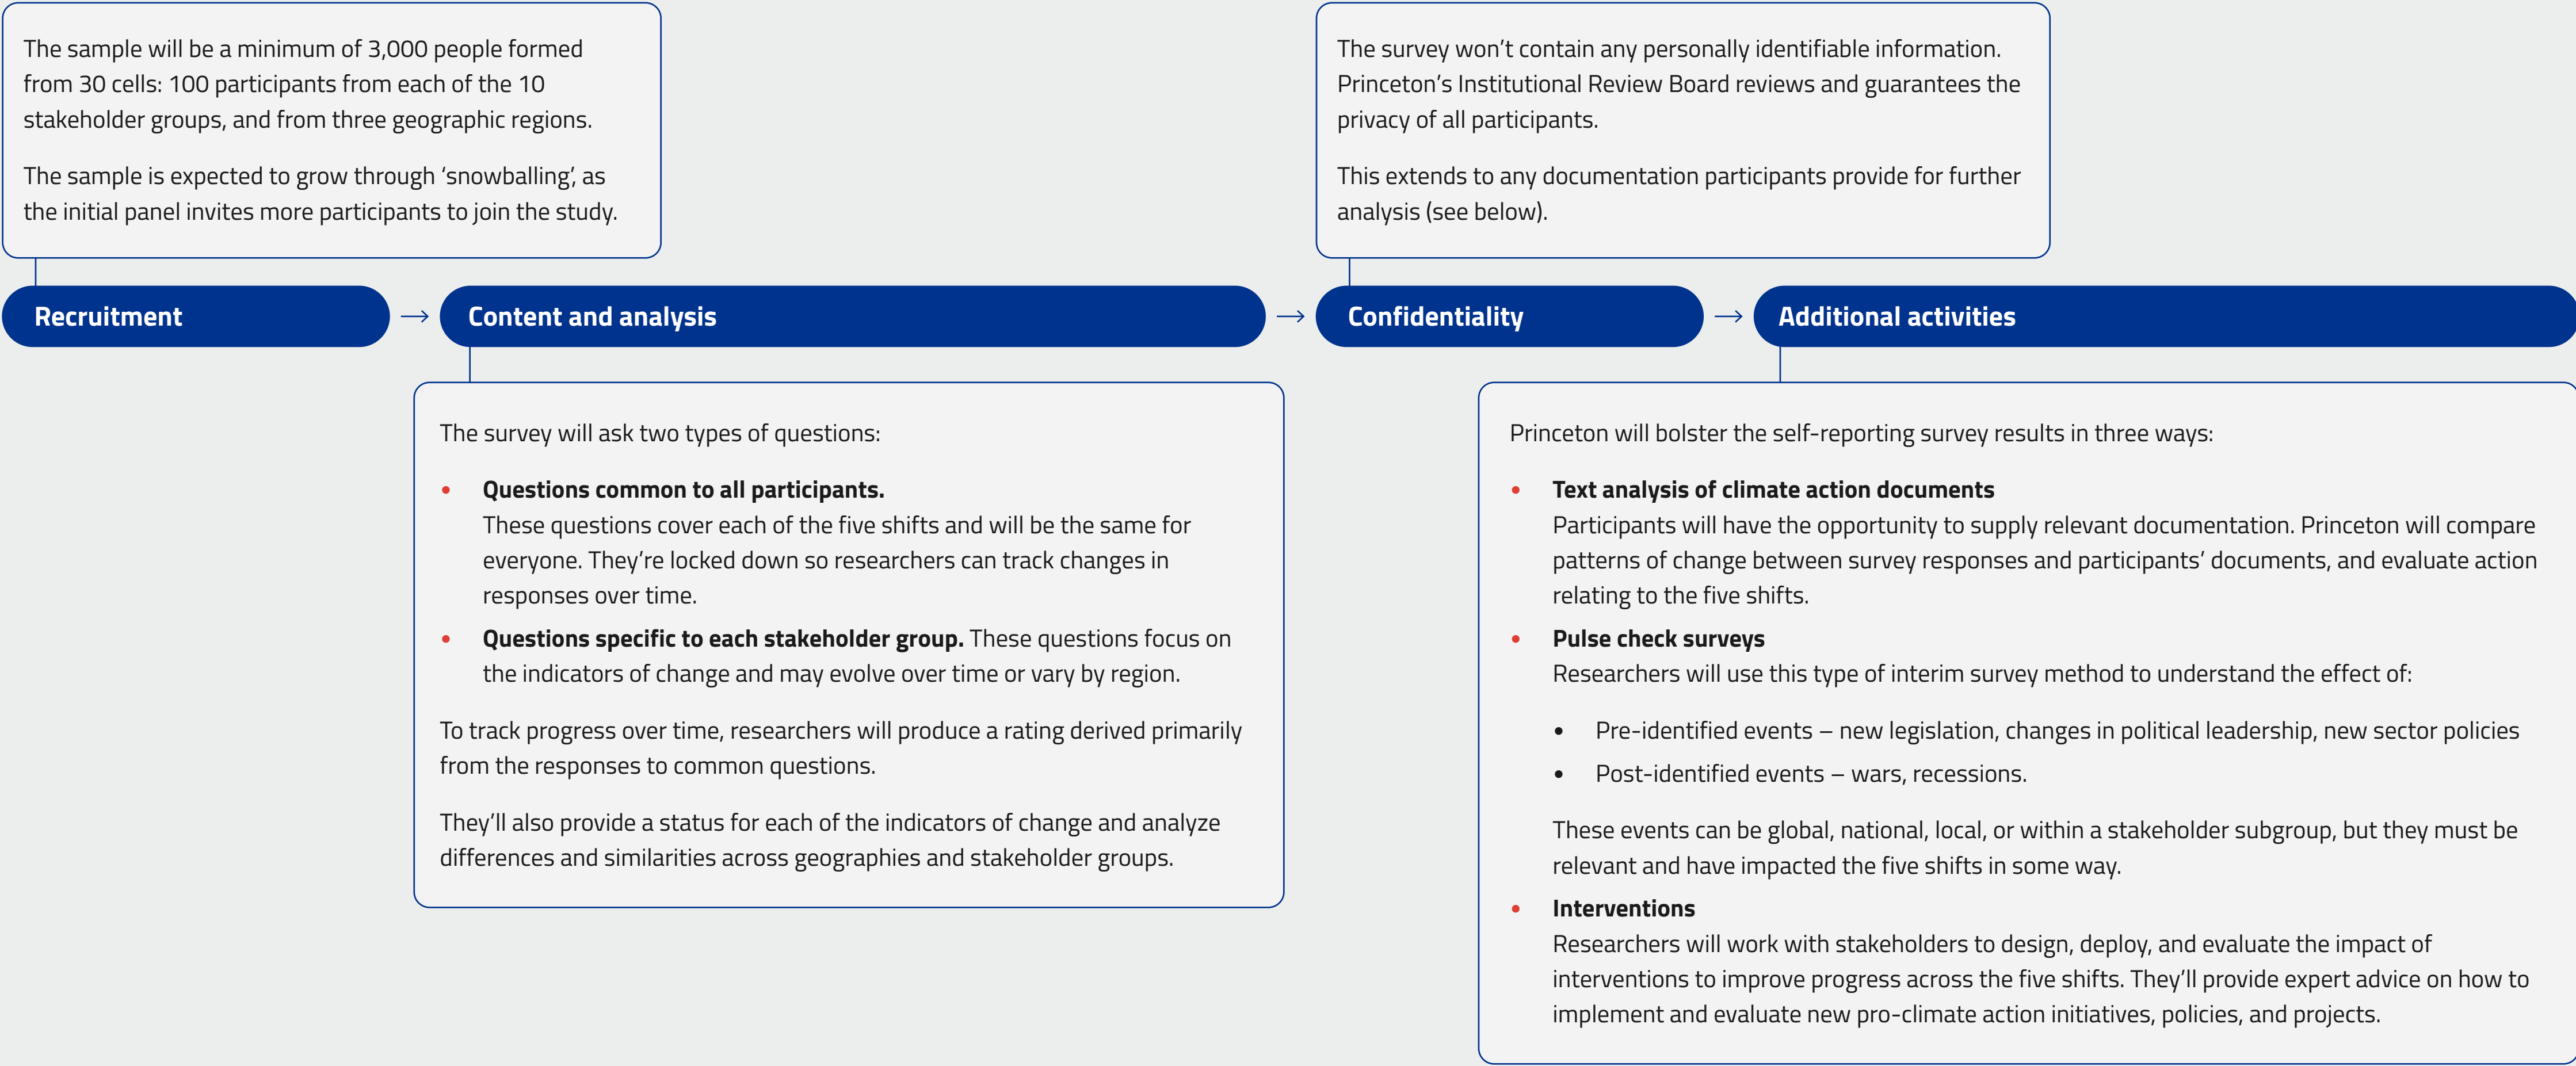 The sample will be a minimum of 3,000 people formed
from 30 cells: 100 participants from each of the 10
stakeholder groups, and from three geographic regions.
The sample is expected to grow through ‘snowballing’, as
the initial panel invites more participants to join the study.
The survey won’t contain any personally identifiable information.
Princeton’s Institutional Review Board reviews and guarantees the
privacy of all participants.
This extends to any documentation participants provide for further
analysis (see below).
Recruitment
Content and analysis
Confidentiality
Additional activities
The survey will ask two types of questions:
• Questions common to all participants.
These questions cover each of the five shifts and will be the same for
everyone. They’re locked down so researchers can track changes in
responses over time.
• Questions specific to each stakeholder group. These questions focus on
the indicators of change and may evolve over time or vary by region.
To track progress over time, researchers will produce a rating derived primarily
from the responses to common questions.
They’ll also provide a status for each of the indicators of change and analyze
differences and similarities across geographies and stakeholder groups.
Princeton will bolster the self-reporting survey results in three ways:
• Text analysis of climate action documents
Participants will have the opportunity to supply relevant documentation. Princeton will compare
patterns of change between survey responses and participants’ documents, and evaluate action
relating to the five shifts.
• Pulse check surveys
Researchers will use this type of interim survey method to understand the effect of:
• Pre-identified events – new legislation, changes in political leadership, new sector policies
• Post-identified events – wars, recessions.
These events can be global, national, local, or within a stakeholder subgroup, but they must be
relevant and have impacted the five shifts in some way.
• Interventions
Researchers will work with stakeholders to design, deploy, and evaluate the impact of
interventions to improve progress across the five shifts. They’ll provide expert advice on how to
implement and evaluate new pro-climate action initiatives, policies, and projects.